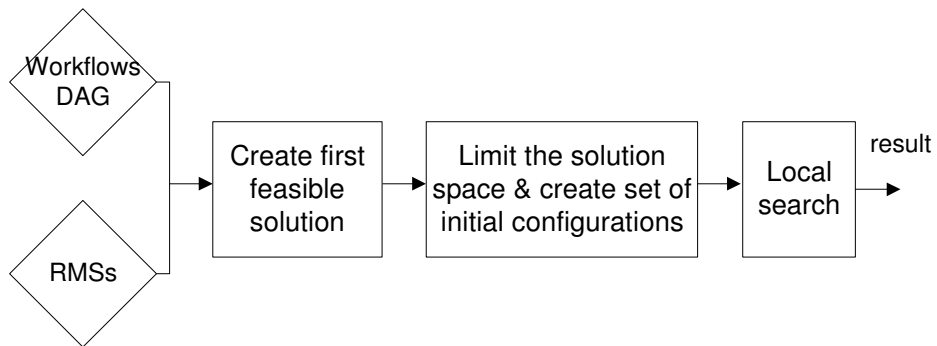 Workflows
DAG
RMSs
Create first
feasible
solution
Limit the solution
space & create set of
initial configurations
Local
search
result